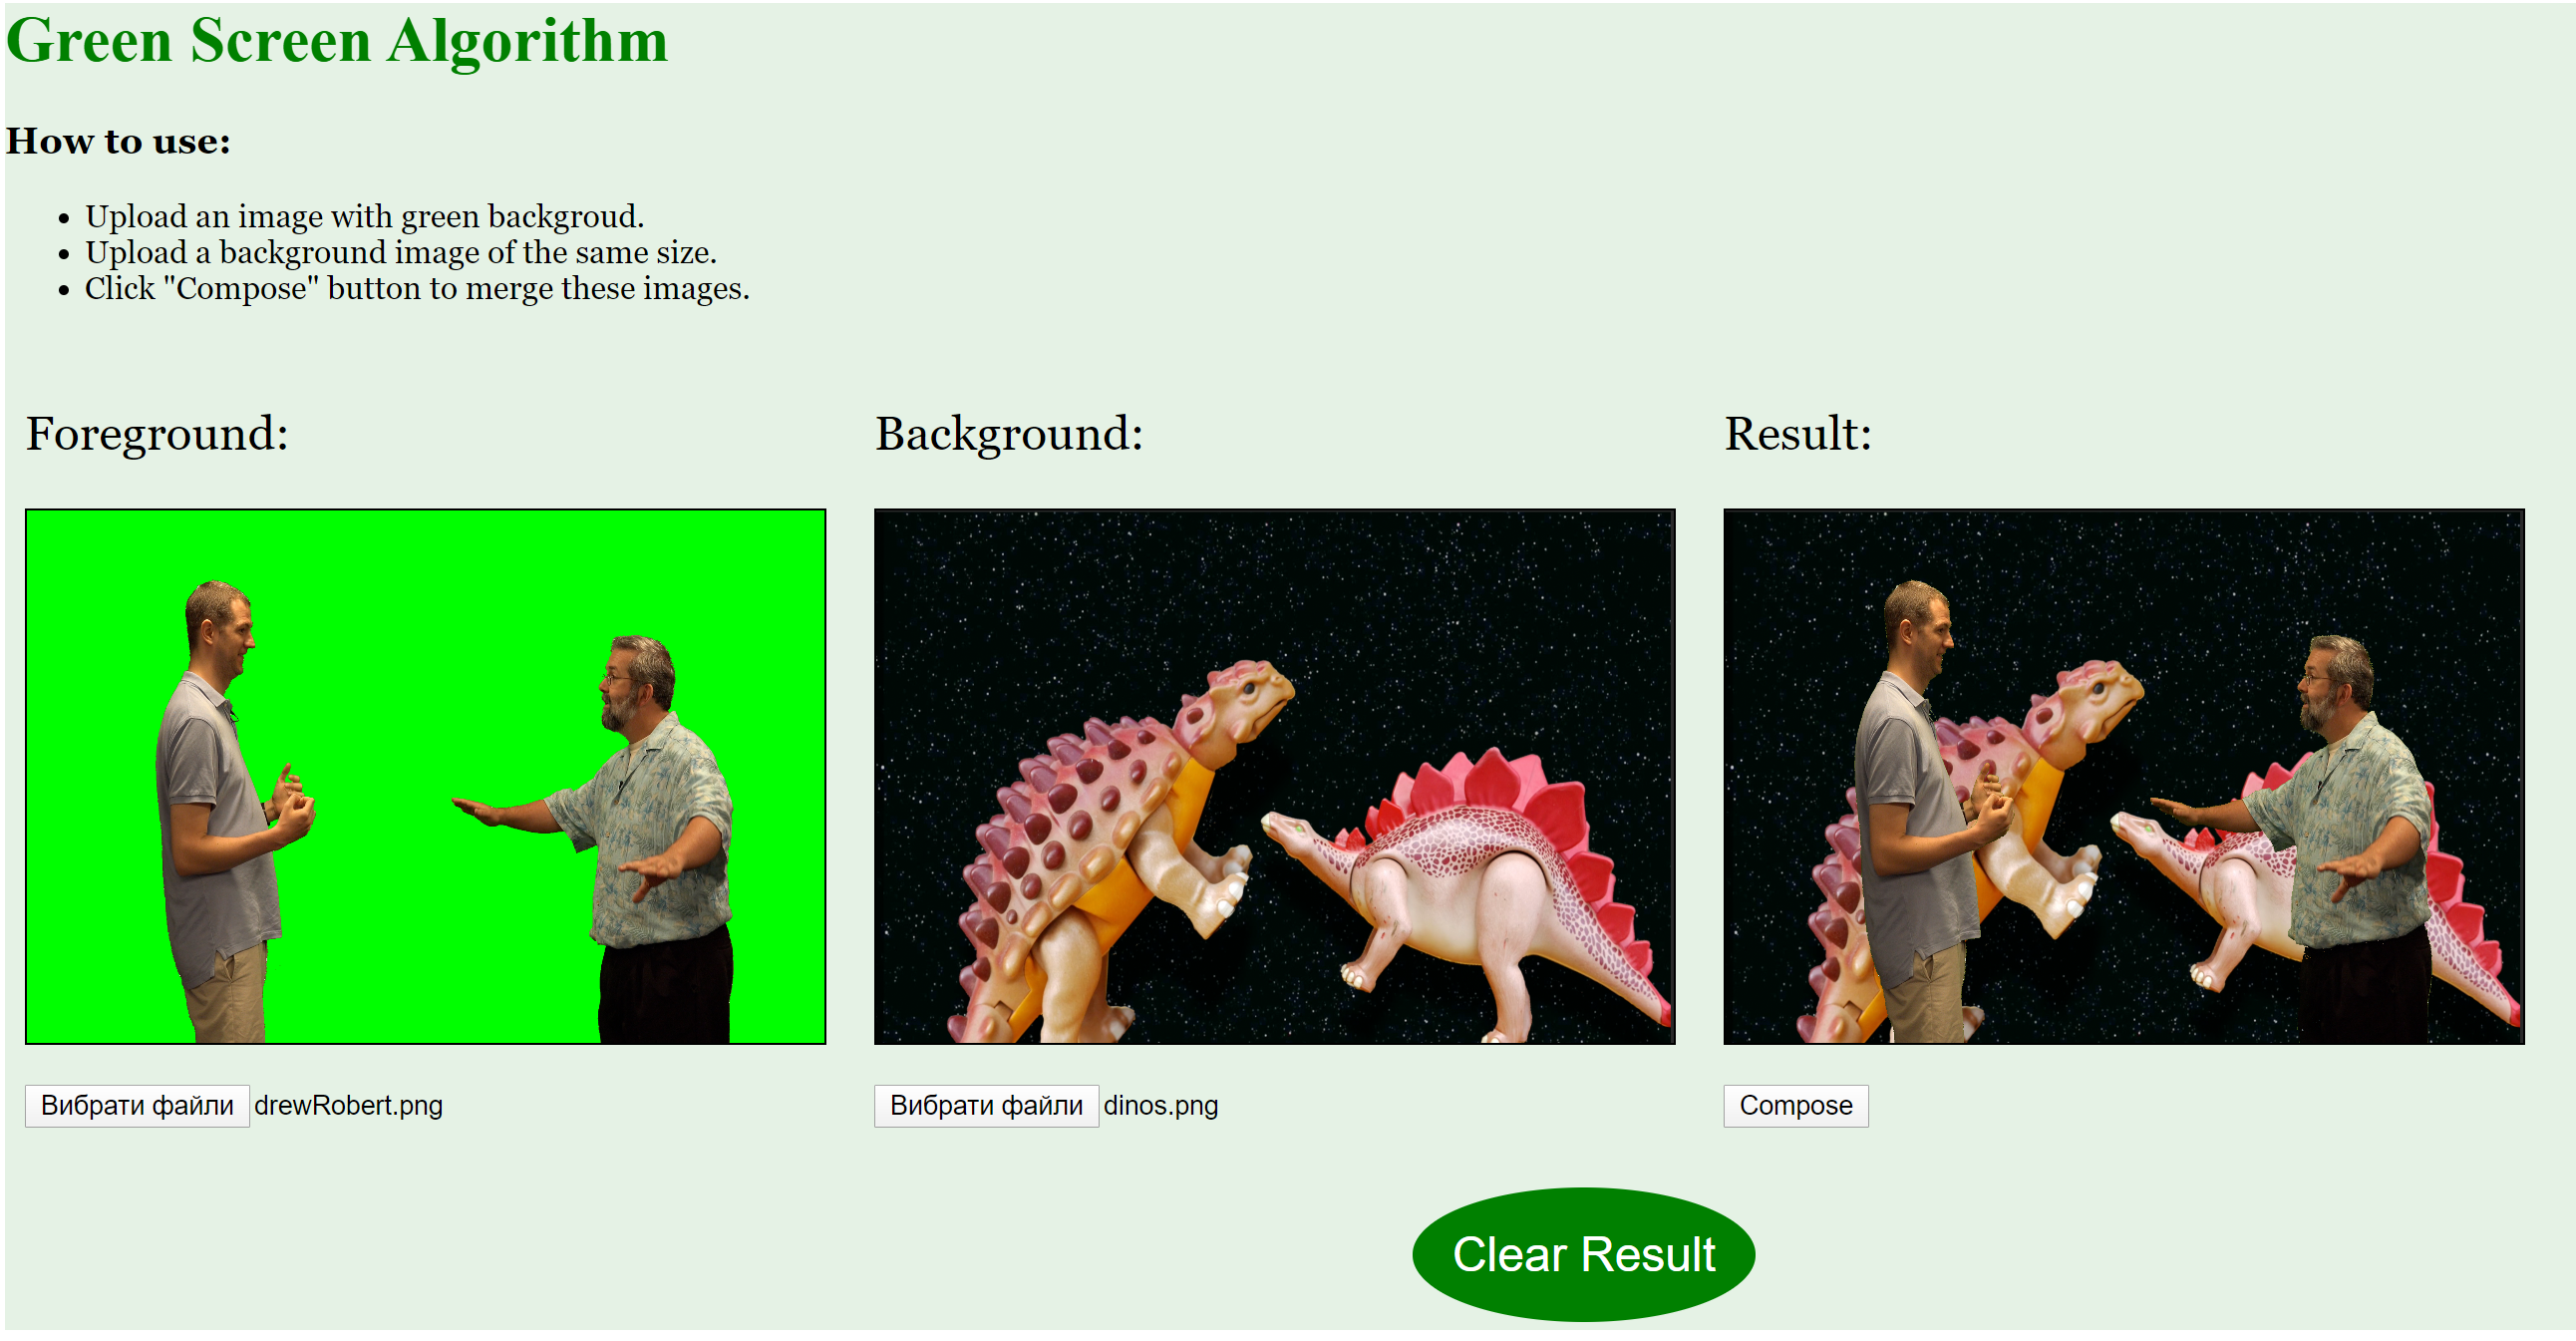 Green Screen Algorithm
How to use:
Upload an image with green backgroud.
Upload a background image of the same size.
Click "Compose" button to merge these images.
Foreground:
Background:
Result:
Вибрати файли drewRobert.png
Вибрати файли dinos.png
Compose
Clear Result